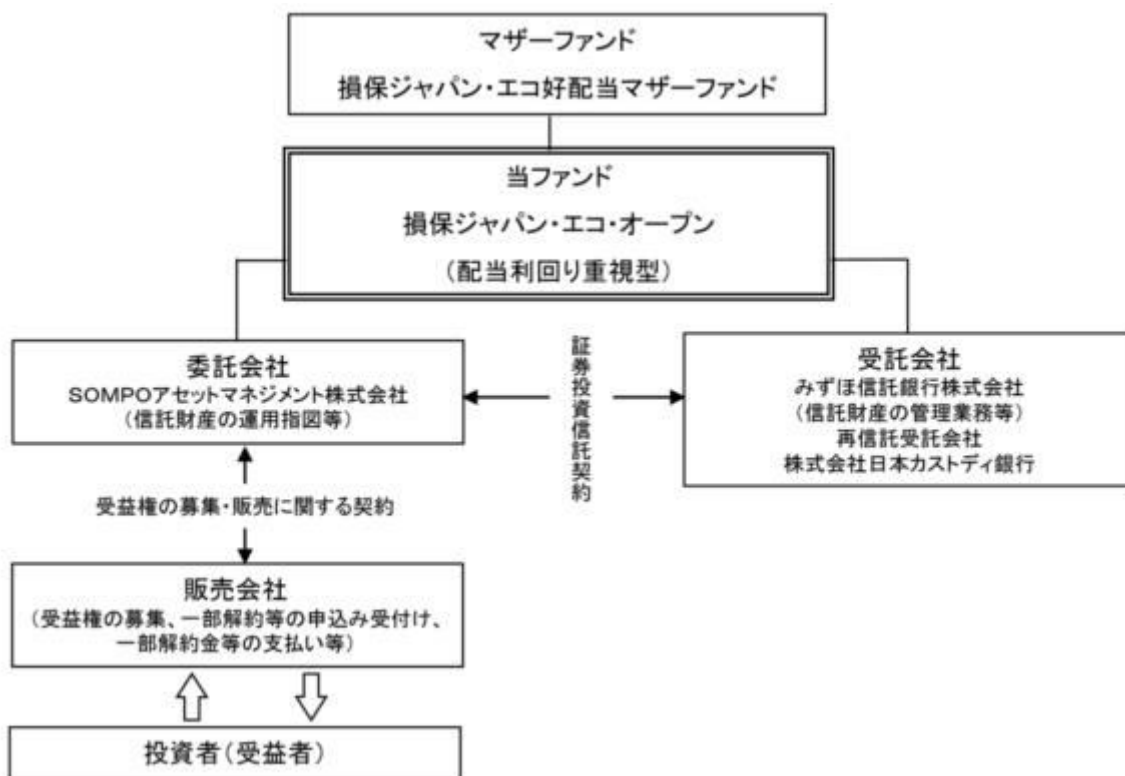 マザーファンド
損保ジャパン・エコ好配当マザーファンド
当ファンド
損保ジャパン・エコ・オープン
(配当利回り重視型)
委託会社
SOMPOアセットマネジメント株式会社
(信託財産の運用指図等)
証券投資信託契約
受託会社
みずほ信託銀行株式会社
(信託財産の管理業務等)
再信託受託会社
株式会社日本カストディ銀行
受益権の募集・販売に関する契約
販売会社
(受益権の募集、一部解約等の申込み受付け、
一部解約金等の支払い等)
投資者(受益者)